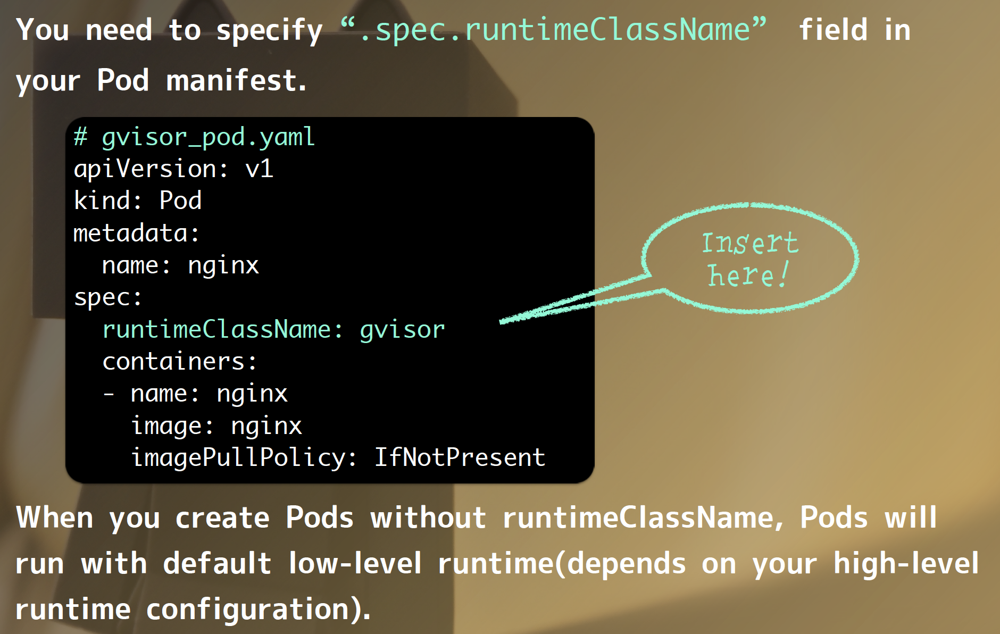 You need to specify “.spec.runtimeClassName” field in
your Pod manifest.
# gvisor_pod.yaml
apiVersion: v1
kind: Pod
metadata:
  name: nginx
spec:
  runtimeClassName: gvisor
  containers:
  - name: nginx
    image: nginx
    imagePullPolicy: IfNotPresent
Insert
here!
When you create Pods without runtimeClassName, Pods will
run with default low-level runtime(depends on your high-level
runtime configuration).